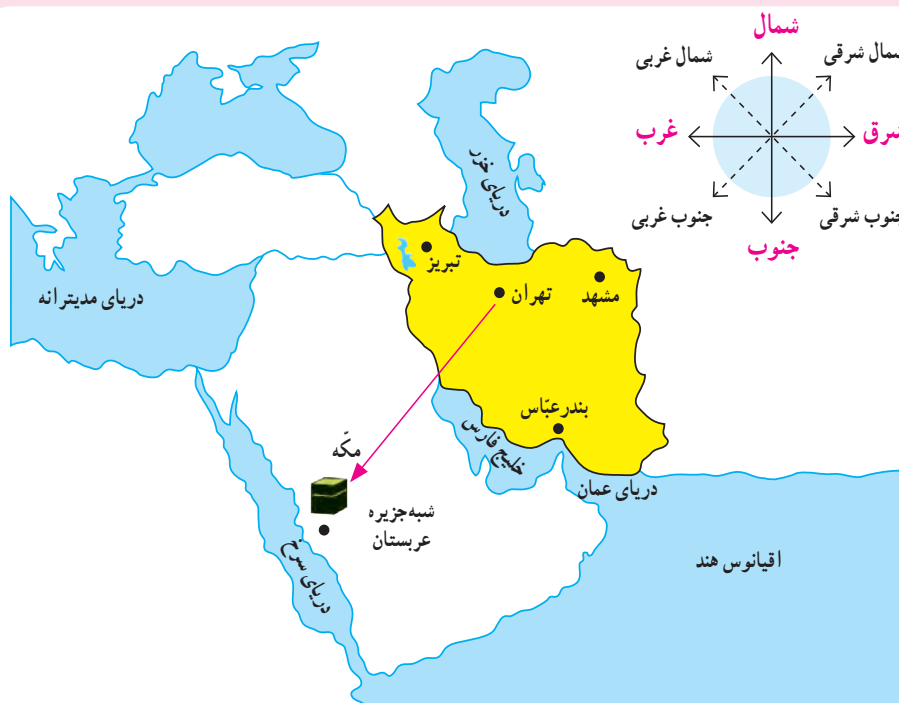 شمال
شمال شرقی
شمال غربی
شرق
غرب
جنوب شرقی
جنوب غربی
جنوب
دریای خزر
دریای مدیترانه
تبریز
تهران
مشهد
بندرعبّاس
خلیج فارس
مکّه
دریای عمان
شبه‌جزیره
عربستان
دریای سرخ
اقیانوس هند